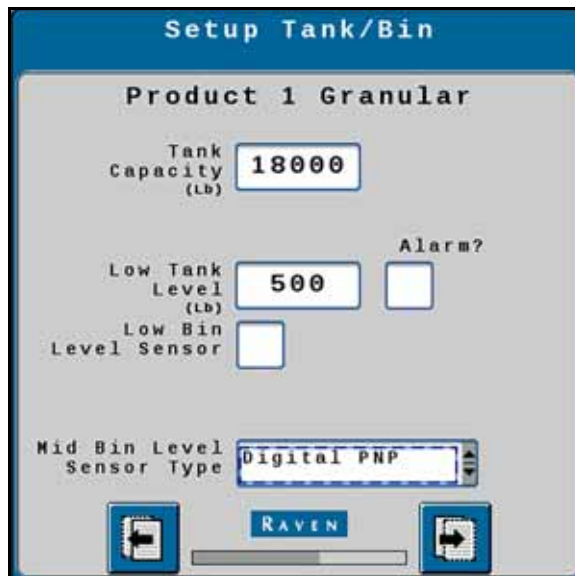 Setup Tank/Bin
Product 1 Granular
Tank
Capacity
(Lb)
18000
Alarm?
Low Tank
Level
(Lb)
500
Low Bin
Level Sensor
Mid Bin Level
Sensor Type
Digital PNP
RAVEN